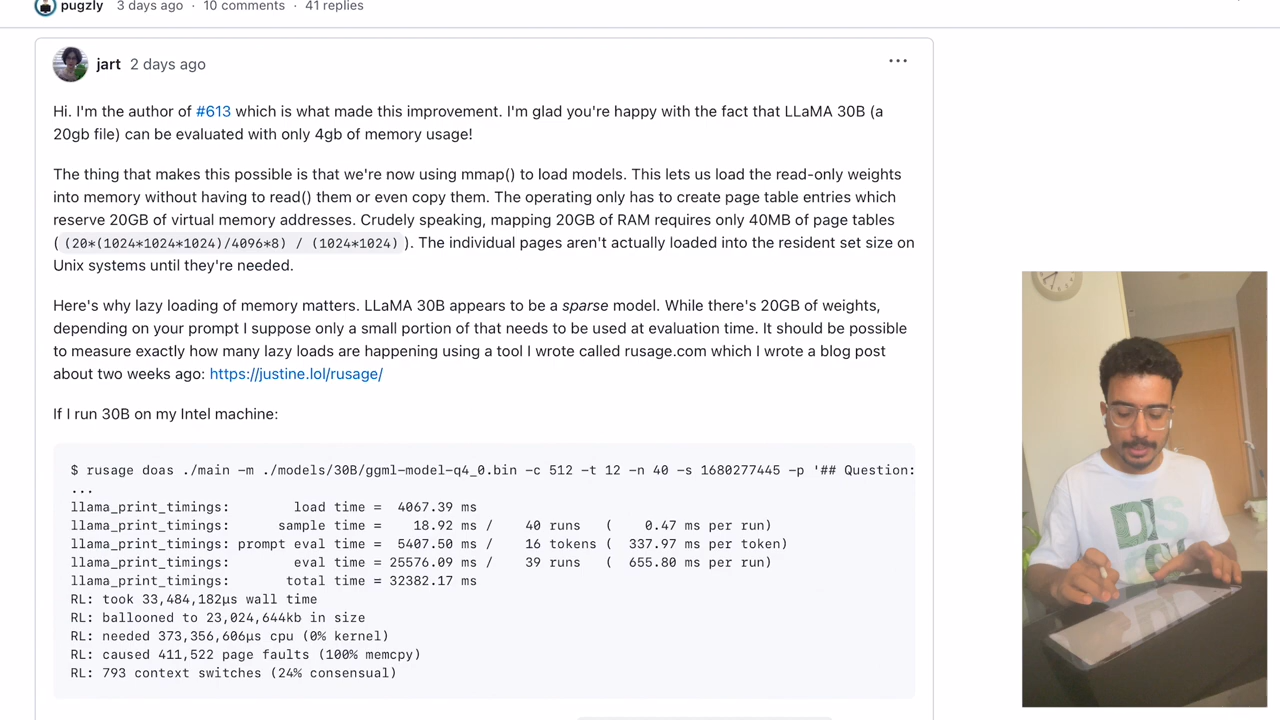 pugzly 3 days ago · 10 comments · 41 replies
jart 2 days ago
Hi. I'm the author of #613 which is what made this improvement. I'm glad you're happy with the fact that LLaMA 30B (a
20gb file) can be evaluated with only 4gb of memory usage!
The thing that makes this possible is that we're now using mmap() to load models. This lets us load the read-only weights
into memory without having to read() them or even copy them. The operating only has to create page table entries which
reserve 20GB of virtual memory addresses. Crudely speaking, mapping 20GB of RAM requires only 40MB of page tables
( (20*(1024*1024*1024)/4096*8) / (1024*1024) ). The individual pages aren't actually loaded into the resident set size on
Unix systems until they're needed.
Here's why lazy loading of memory matters. LLaMA 30B appears to be a sparse model. While there's 20GB of weights,
depending on your prompt I suppose only a small portion of that needs to be used at evaluation time. It should be possible
to measure exactly how many lazy loads are happening using a tool I wrote called rusage.com which I wrote a blog post
about two weeks ago: https://justine.lol/rusage/
If I run 30B on my Intel machine:
$ rusage doas ./main -m ./models/30B/ggml-model-q4_0.bin -c 512 -t 12 -n 40 -s 1680277445 -p '## Question:
...
llama_print_timings:        load time =  4067.39 ms
llama_print_timings:      sample time =    18.92 ms /    40 runs   (    0.47 ms per run)
llama_print_timings: prompt eval time =  5407.50 ms /    16 tokens (  337.97 ms per token)
llama_print_timings:        eval time = 25576.09 ms /    39 runs   (  655.80 ms per run)
llama_print_timings:       total time = 32382.17 ms
RL: took 33,484,182µs wall time
RL: ballooned to 23,024,644kb in size
RL: needed 373,356,606µs cpu (0% kernel)
RL: caused 411,522 page faults (100% memcpy)
RL: 793 context switches (24% consensual)